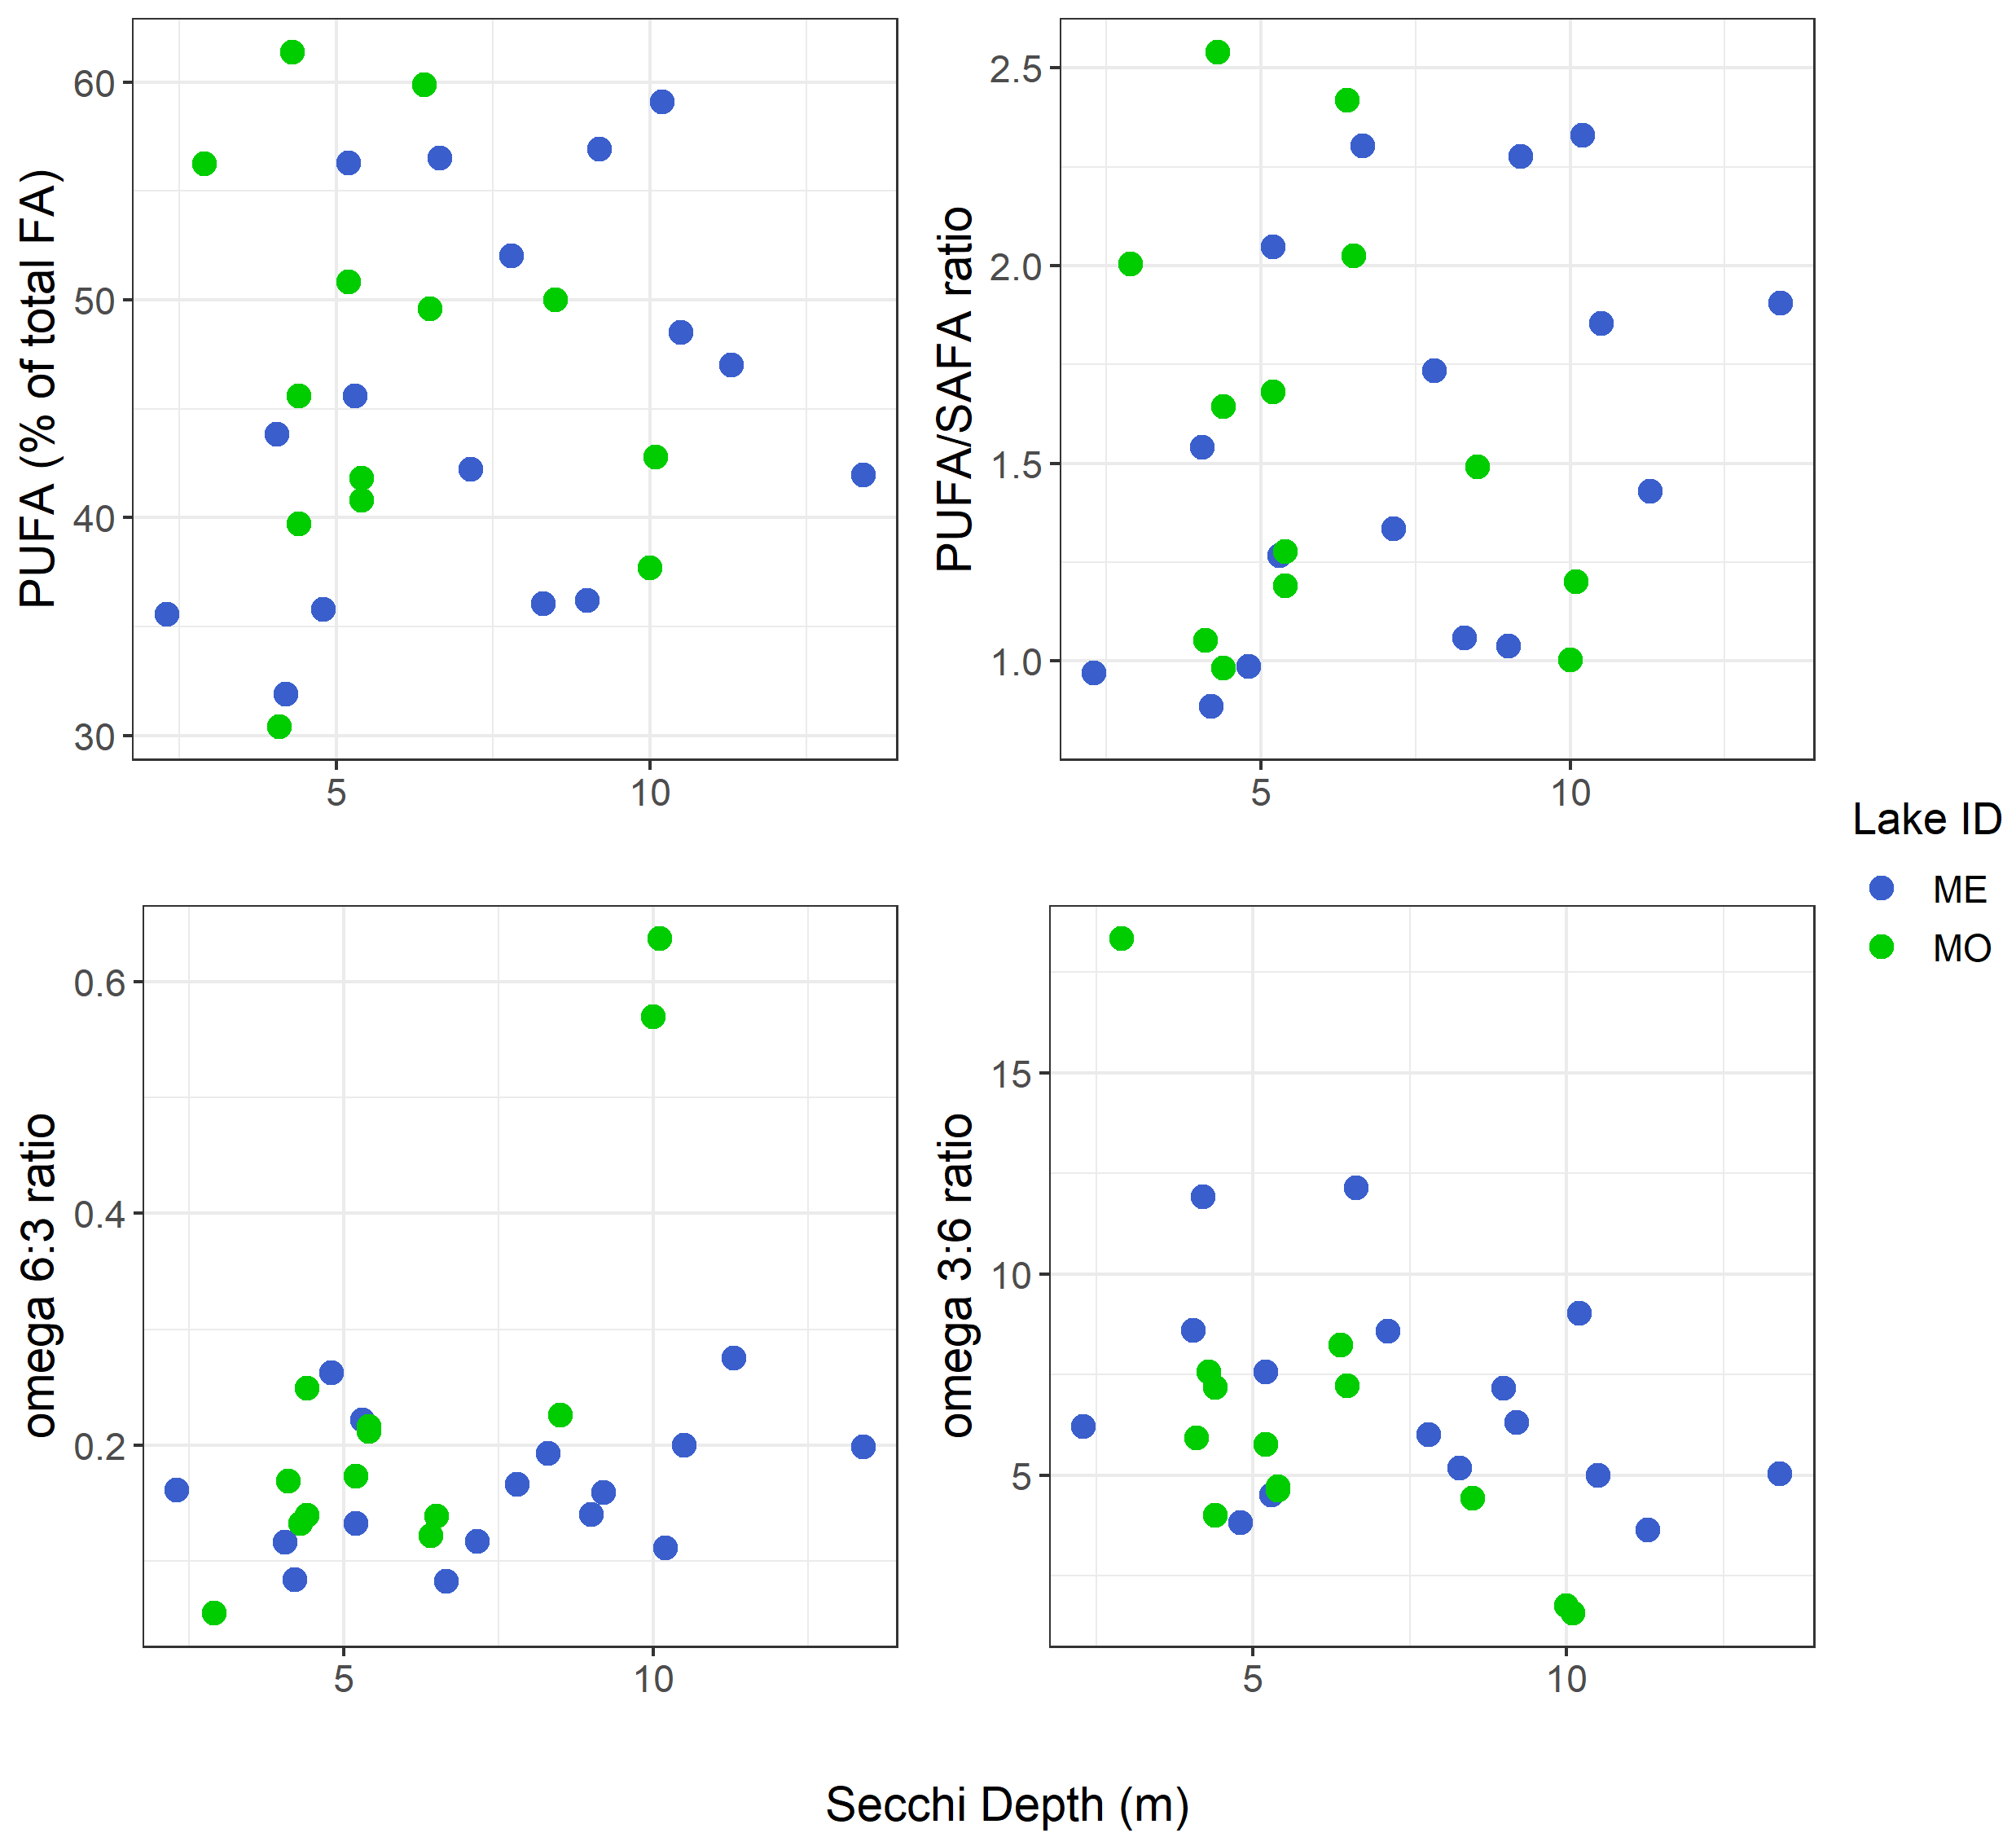 PUFA (% of total FA)
60
50
40
30
5 10
PUFA/SAFA ratio
2.5
2.0
1.5
1.0
5 10
omega 6:3 ratio
0.6
0.4
0.2
5 10
omega 3:6 ratio
15
10
5
5 10
Lake ID
ME
MO
Secchi Depth (m)